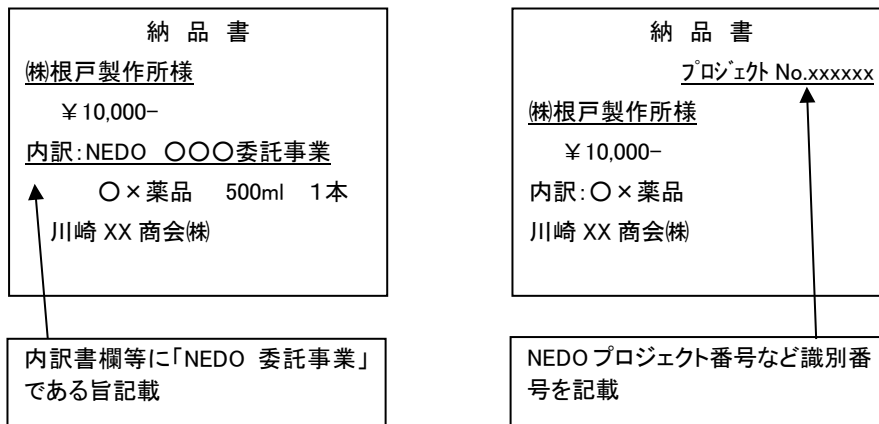 納 品 書
㈱根戸製作所様
￥10,000−
内訳：NEDO 〇〇〇委託事業
〇×薬品 500ml 1本
川崎 XX 商会㈱
内訳書欄等に「NEDO 委託事業」
である旨記載
納 品 書
ﾌﾟﾛｼﾞｪｸﾄ No.xxxxxx
㈱根戸製作所様
￥10,000−
内訳：〇×薬品
川崎 XX 商会㈱
NEDO プロジェクト番号など識別番
号を記載